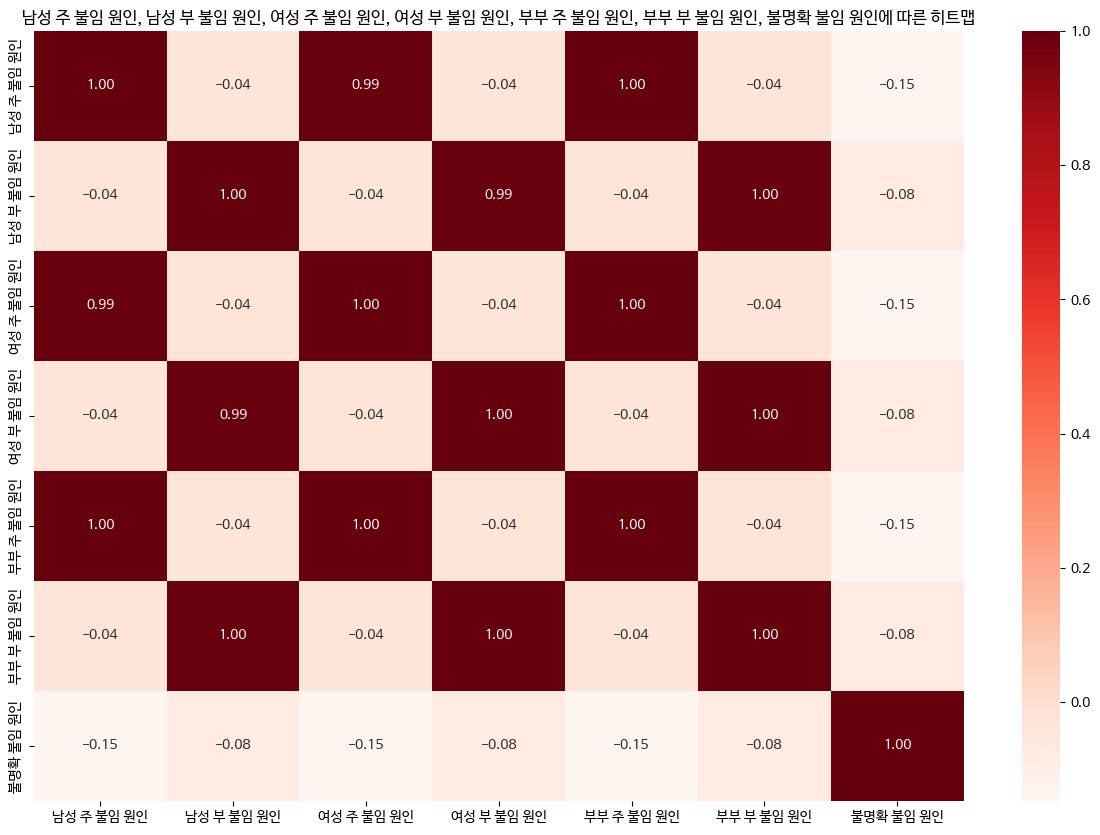 남성 주 불임 원인, 남성 부 불임 원인, 여성 주 불임 원인, 여성 부 불임 원인, 부부 주 불임 원인, 부부 부 불임 원인, 불명확 불임 원인에 따른 히트맵
남성 주 불임 원인
1.00 −0.04 0.99 −0.04 1.00 −0.04 −0.15
남성 부 불임 원인
−0.04 1.00 −0.04 0.99 −0.04 1.00 −0.08
여성 주 불임 원인
0.99 −0.04 1.00 −0.04 1.00 −0.04 −0.15
여성 부 불임 원인
−0.04 0.99 −0.04 1.00 −0.04 1.00 −0.08
부부 주 불임 원인
1.00 −0.04 1.00 −0.04 1.00 −0.04 −0.15
부부 부 불임 원인
−0.04 1.00 −0.04 1.00 −0.04 1.00 −0.08
불명확 불임 원인
−0.15 −0.08 −0.15 −0.08 −0.15 −0.08 1.00
남성 주 불임 원인 남성 부 불임 원인 여성 주 불임 원인 여성 부 불임 원인 부부 주 불임 원인 부부 부 불임 원인 불명확 불임 원인
1.0
0.8
0.6
0.4
0.2
0.0